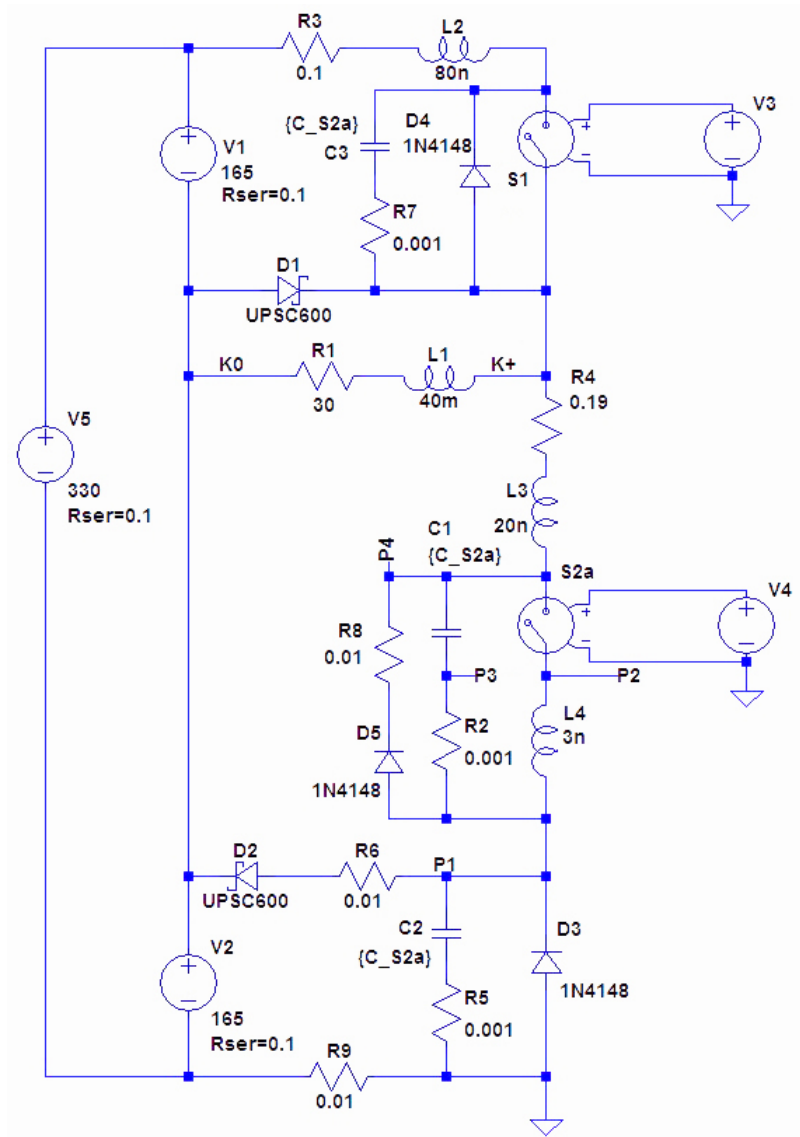 R3
0.1
L2
80n
V1
165
Rser=0.1
{C_S2a}
C3
D4
1N4148
S1
+
−
V3
R7
0.001
D1
UPSC600
K0
R1
30
L1
40m
K+
R4
0.19
V5
330
Rser=0.1
L3
20n
P4
C1
{C_S2a}
S2a
V4
R8
0.01
P3
P2
D5
1N4148
R2
0.001
L4
3n
D2
UPSC600
R6
0.01
P1
C2
{C_S2a}
D3
1N4148
V2
165
Rser=0.1
R5
0.001
R9
0.01